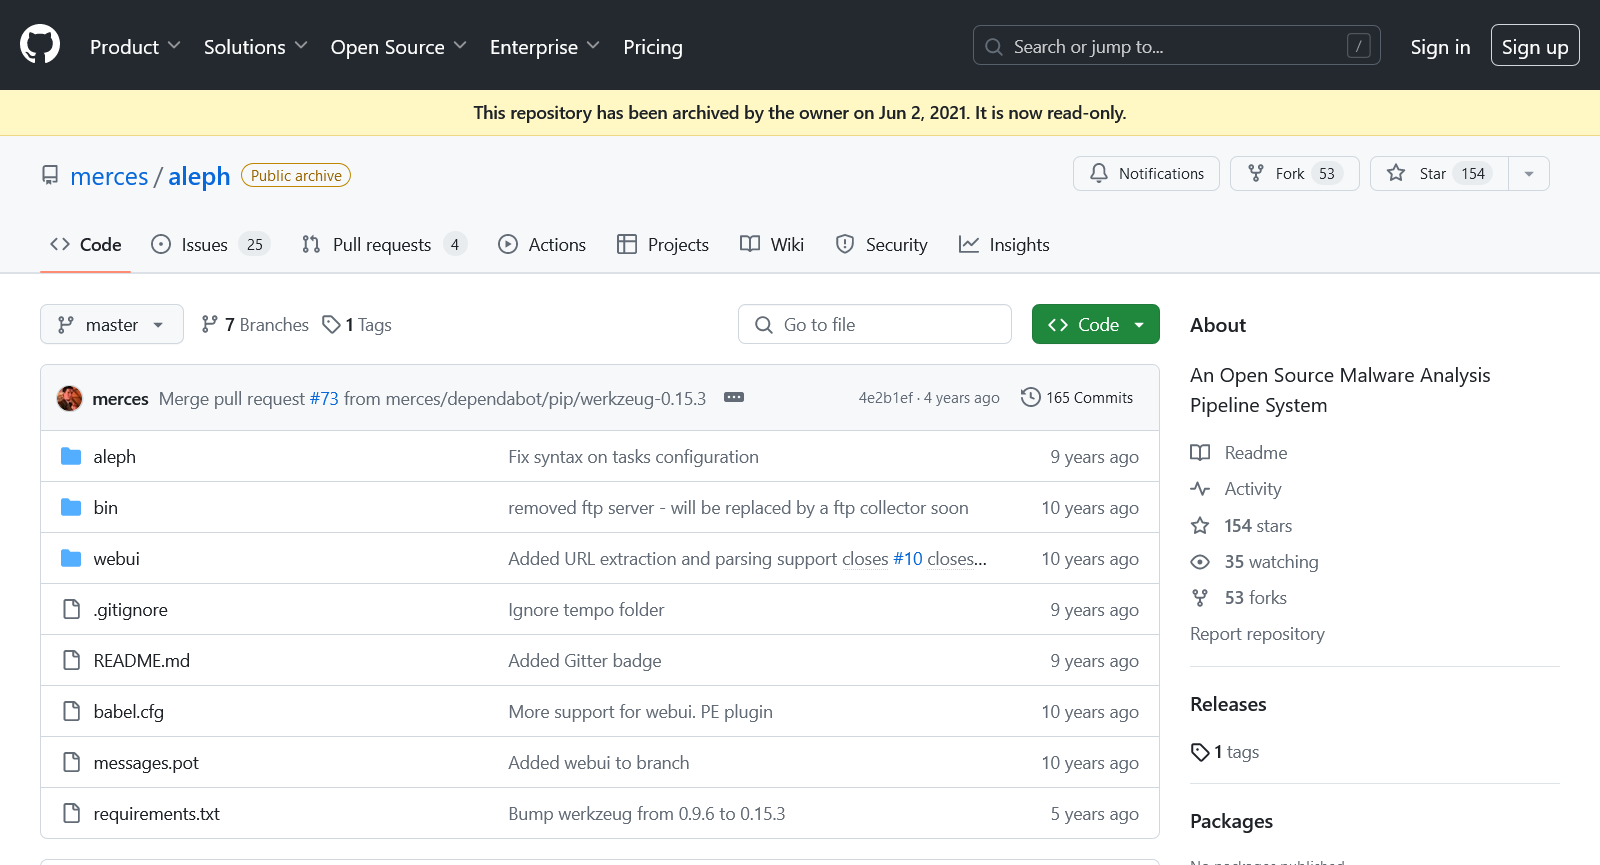 Product Solutions Open Source Enterprise Pricing Search or jump to... / Sign in Sign up
This repository has been archived by the owner on Jun 2, 2021. It is now read-only.
merces / aleph Public archive Notifications Fork 53 Star 154
Code Issues 25 Pull requests 4 Actions Projects Wiki Security Insights
master 7 Branches 1 Tags Go to file Code
merces Merge pull request #73 from merces/dependabot/pip/werkzeug-0.15.3 4e2b1ef · 4 years ago 165 Commits
aleph Fix syntax on tasks configuration 9 years ago
bin removed ftp server - will be replaced by a ftp collector soon 10 years ago
webui Added URL extraction and parsing support closes #10 closes... 10 years ago
.gitignore Ignore tempo folder 9 years ago
README.md Added Gitter badge 9 years ago
babel.cfg More support for webui. PE plugin 10 years ago
messages.pot Added webui to branch 10 years ago
requirements.txt Bump werkzeug from 0.9.6 to 0.15.3 5 years ago
About
An Open Source Malware Analysis
Pipeline System
Readme
Activity
154 stars
35 watching
53 forks
Report repository
Releases
1 tags
Packages
No packages published